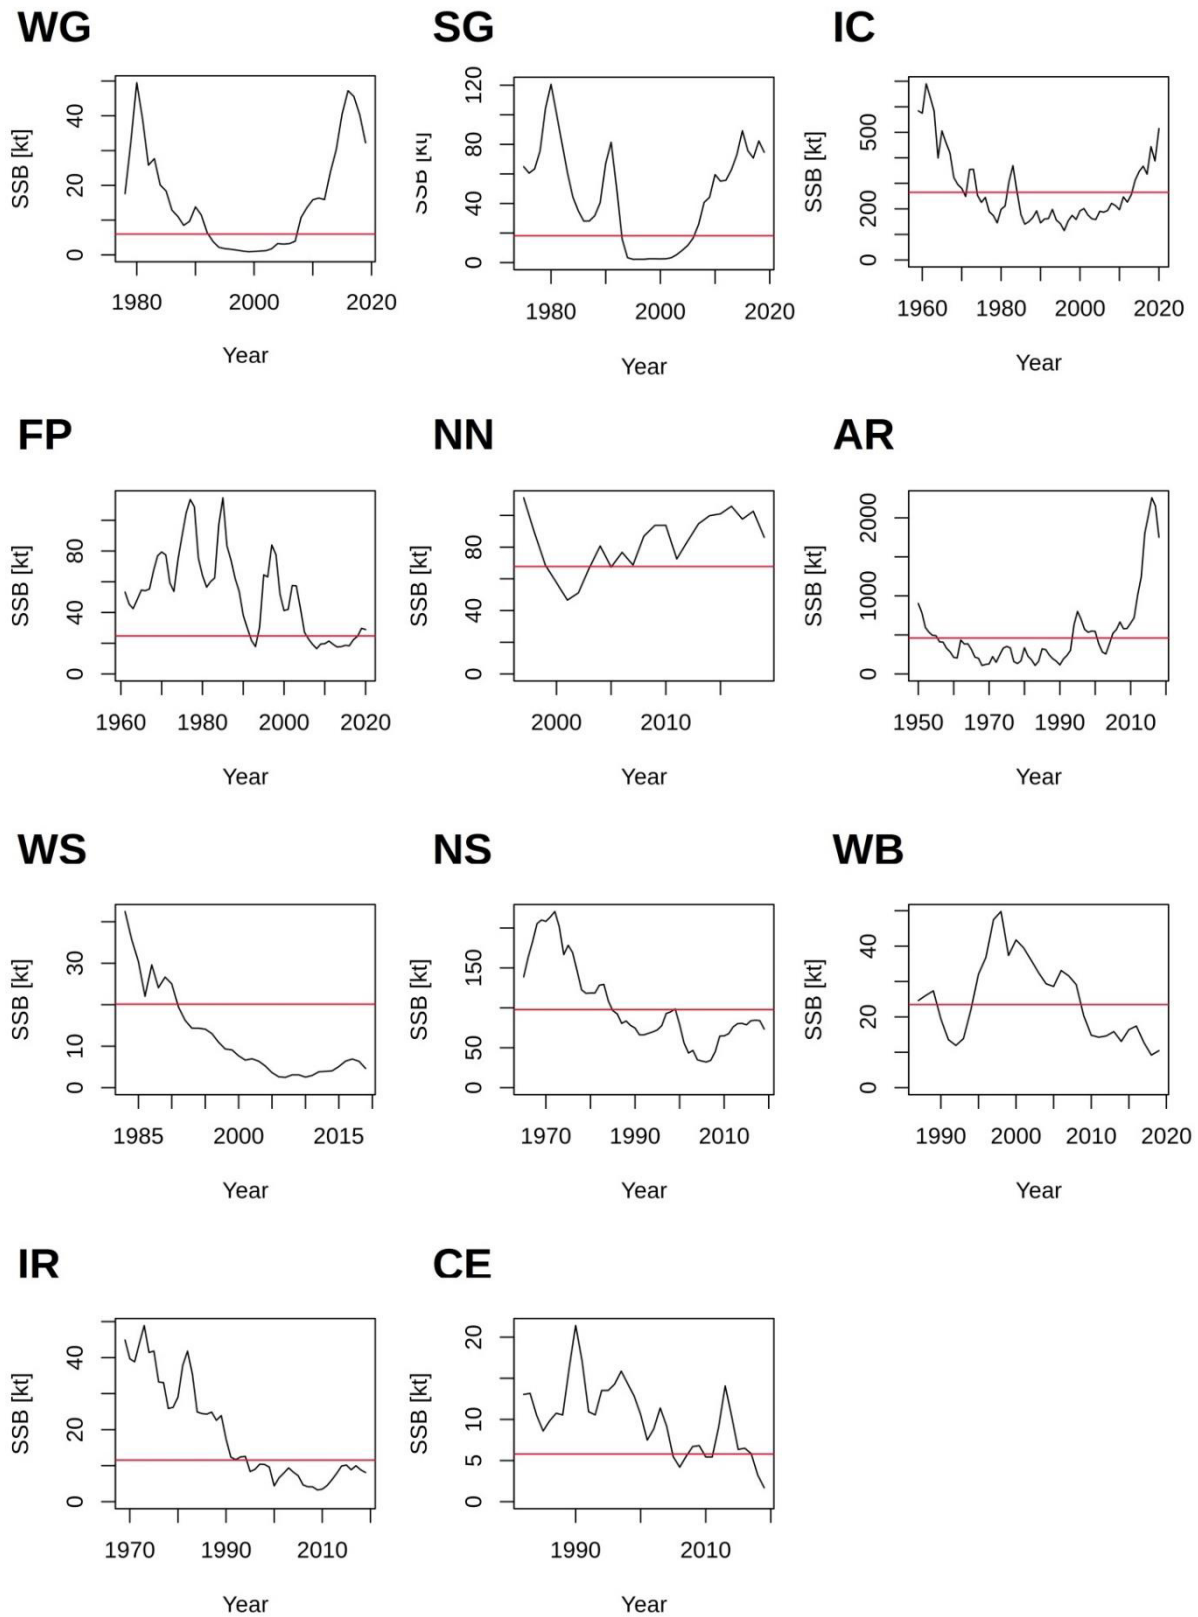 WG SG IC
SSB [kt] 0 20 40
1980 2000 2020
Year
SSB [kt] 0 40 80 120
1980 2000 2020
Year
SSB [kt] 0 200 500
1960 1980 2000 2020
Year
FP NN AR
SSB [kt] 0 40 80
1960 1980 2000 2020
Year
SSB [kt] 0 40 80
2000 2010
Year
SSB [kt] 0 1000 2000
1950 1970 1990 2010
Year
WS NS WB
SSB [kt] 0 10 30
1985 2000 2015
Year
SSB [kt] 0 50 150
1970 1990 2010
Year
SSB [kt] 0 20 40
1990 2000 2010 2020
Year
IR CE
SSB [kt] 0 20 40
1970 1990 2010
Year
SSB [kt] 0 5 10 20
1990 2010
Year